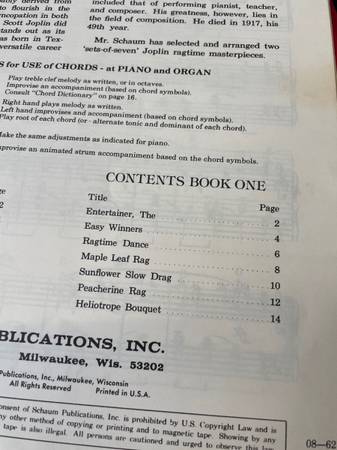 tory derived from
to flourish in the
ncopation in both
Scott Joplin did
stands out as its
as born in Tex-
versatile career
included that of performing pianist, teacher,
and composer. His greatness, however, lies in
the field of composition. He died in 1917, his
49th year.
Mr. Schaum has selected and arranged two
'sets-of-seven' Joplin ragtime masterpieces.
S for USE of CHORDS - at PIANO and ORGAN
Play treble clef melody as written, or in octaves.
Improvise an accompaniment (based on chord symbols).
Consult "Chord Dictionary" on page 16.
Right hand plays melody as written.
Left hand improvises and accompaniment (based on chord symbols).
Play root of each chord (or alternate tonic and dominant of each chord).
Make the same adjustments as indicated for piano.
mprovise an animated strum accompaniment based on the chord symbols.
CONTENTS BOOK ONE
ge
2
Title Page
Entertainer, The 2
Easy Winners 4
Ragtime Dance 6
Maple Leaf Rag 8
Sunflower Slow Drag 10
Peacherine Rag 12
Heliotrope Bouquet 14
UBLICATIONS, INC.
Milwaukee, Wis. 53202
Publications, Inc., Milwaukee, Wisconsin
All Rights Reserved Printed in U.S.A.
onsent of Schaum Publications, Inc. is prohibited by U.S. Copyright Law and is
ny other method of copying or printing and to magnetic tape. Showing by any
tape is also illegal. All persons are cautioned and urged to observe this law
08—62